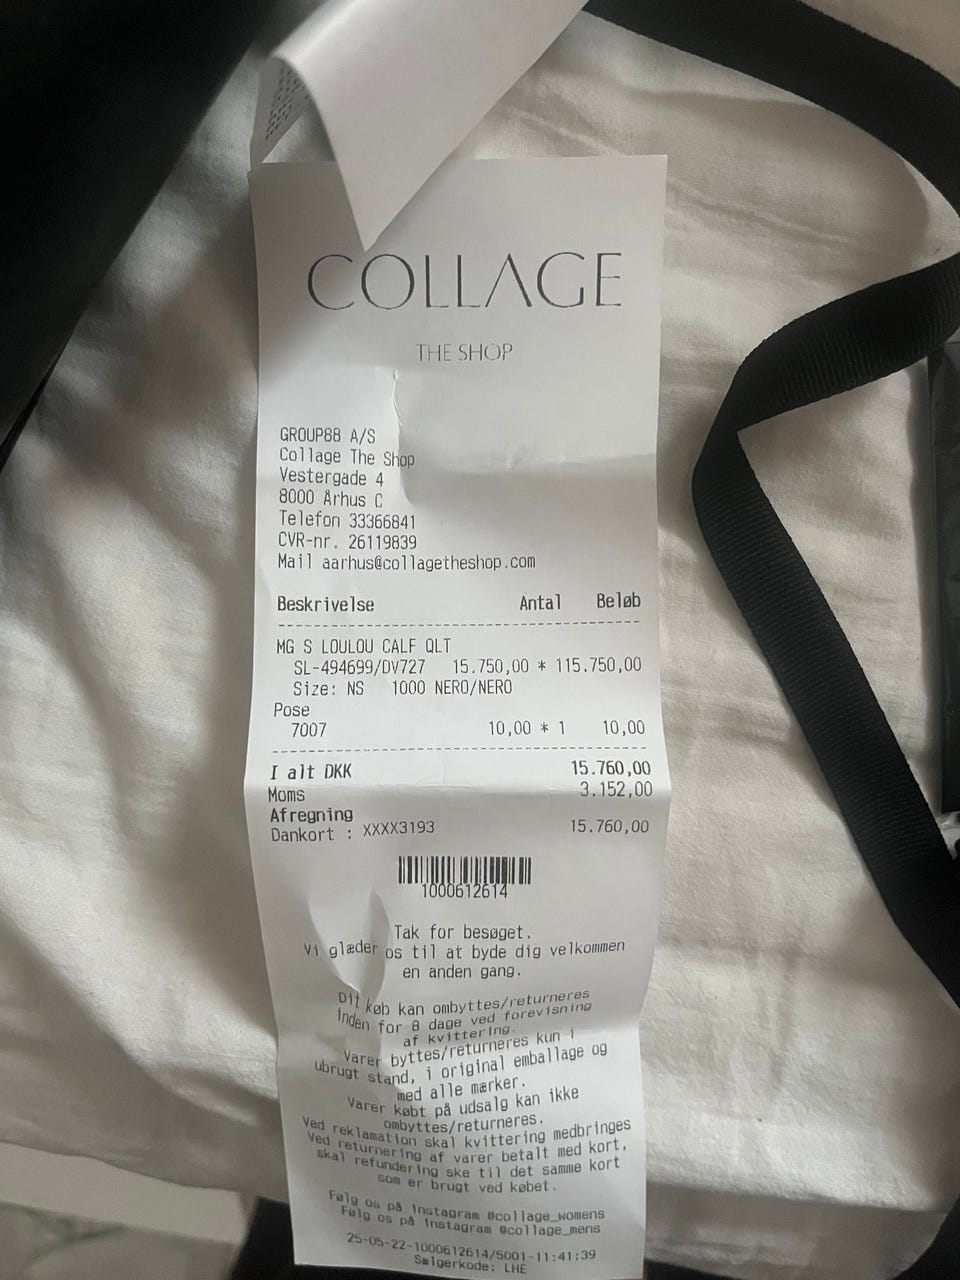 COLLAGE
THE SHOP
GROUP88 A/S
Collage The Shop
Vestergade 4
8000 Århus C
Telefon 33366841
CVR-nr. 26119839
Mail aarhus@collagetheshop.com
Beskrivelse Antal Beløb
MG S LOULOU CALF QLT
SL-494699/DV727 15.750,00 * 115.750,00
Size: NS 1000 NERO/NERO
Pose
7007 10,00 * 1 10,00
I alt DKK 15.760,00
Moms 3.152,00
Afregning
Dankort : XXXX3193 15.760,00
1000612614
Tak for besøget.
Vi glæder os til at byde dig velkommen
en anden gang.
Dit køb kan ombyttes/returneres
inden for 8 dage ved forevisning
af kvittering.
Varer byttes/returneres kun i
ubrugt stand, i original emballage og
med alle mærker.
Varer købt på udsalg kan ikke
ombyttes/returneres.
Ved reklamation skal kvittering medbringes
Ved returnering af varer betalt med kort,
skal refundering ske til det samme kort
som er brugt ved købet.
Følg os på Instagram @collage_womens
Følg os på Instagram @collage_mens
25-05-22-1000612614/5001-11:41:39
Sælgerkode: LHE